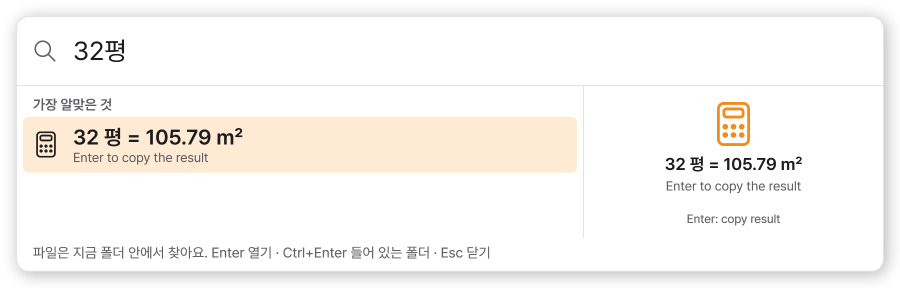 32평
가장 알맞은 것
32 평 = 105.79 m²
Enter to copy the result
32 평 = 105.79 m²
Enter to copy the result
Enter: copy result
파일은 지금 폴더 안에서 찾아요. Enter 열기 · Ctrl+Enter 들어 있는 폴더 · Esc 닫기